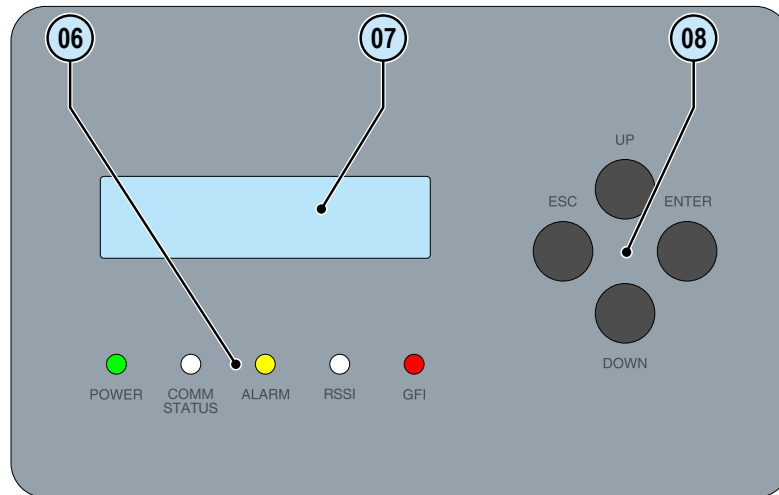 06
07
08
UP
ESC
ENTER
DOWN
POWER
COMM
STATUS
ALARM
RSSI
GFI